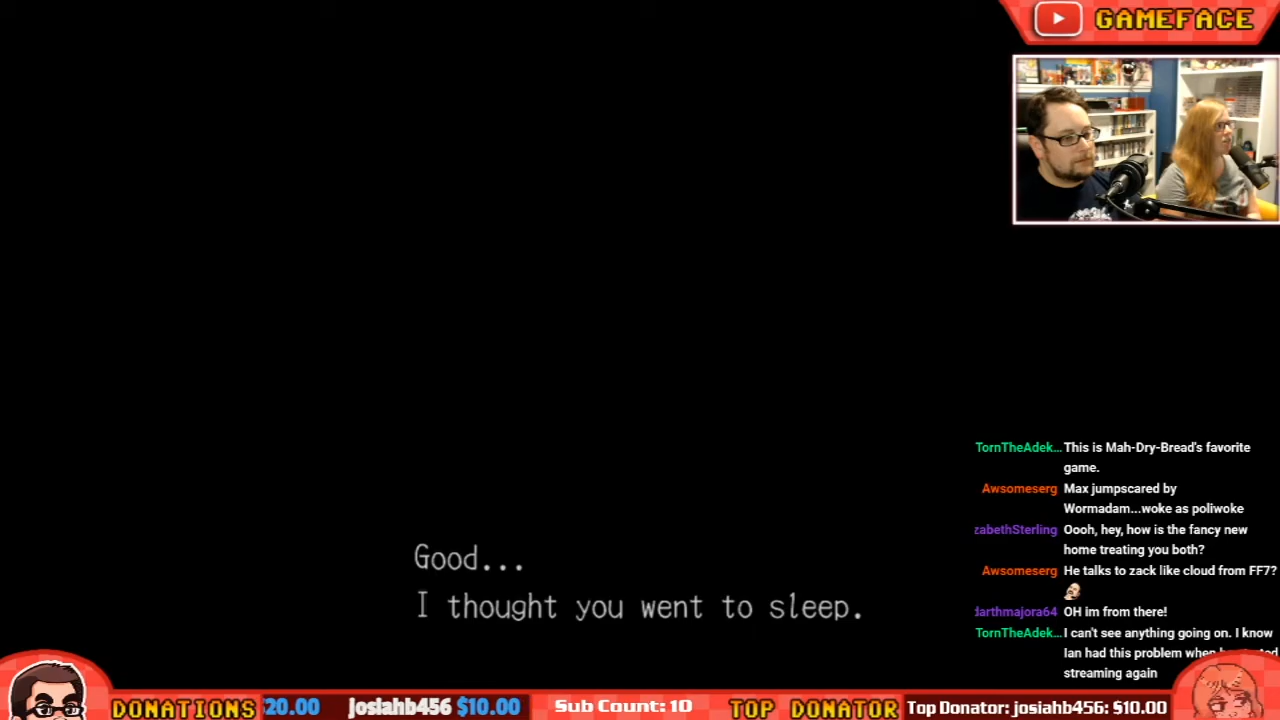 GAMEFACE
Good...
I thought you went to sleep.
TornTheAdek... This is Mah-Dry-Bread's favorite
game.
Awsomeserg Max jumpscared by
Wormadam...woke as poliwoke
zabethSterling Oooh, hey, how is the fancy new
home treating you both?
Awsomeserg He talks to zack like cloud from FF7?
darthmajora64 OH im from there!
TornTheAdek... I can't see anything going on. I know
Ian had this problem when
streaming again
DONATIONS $20.00 josiahb456 $10.00 Sub Count: 10 TOP DONATOR Top Donator: josiahb456: $10.00